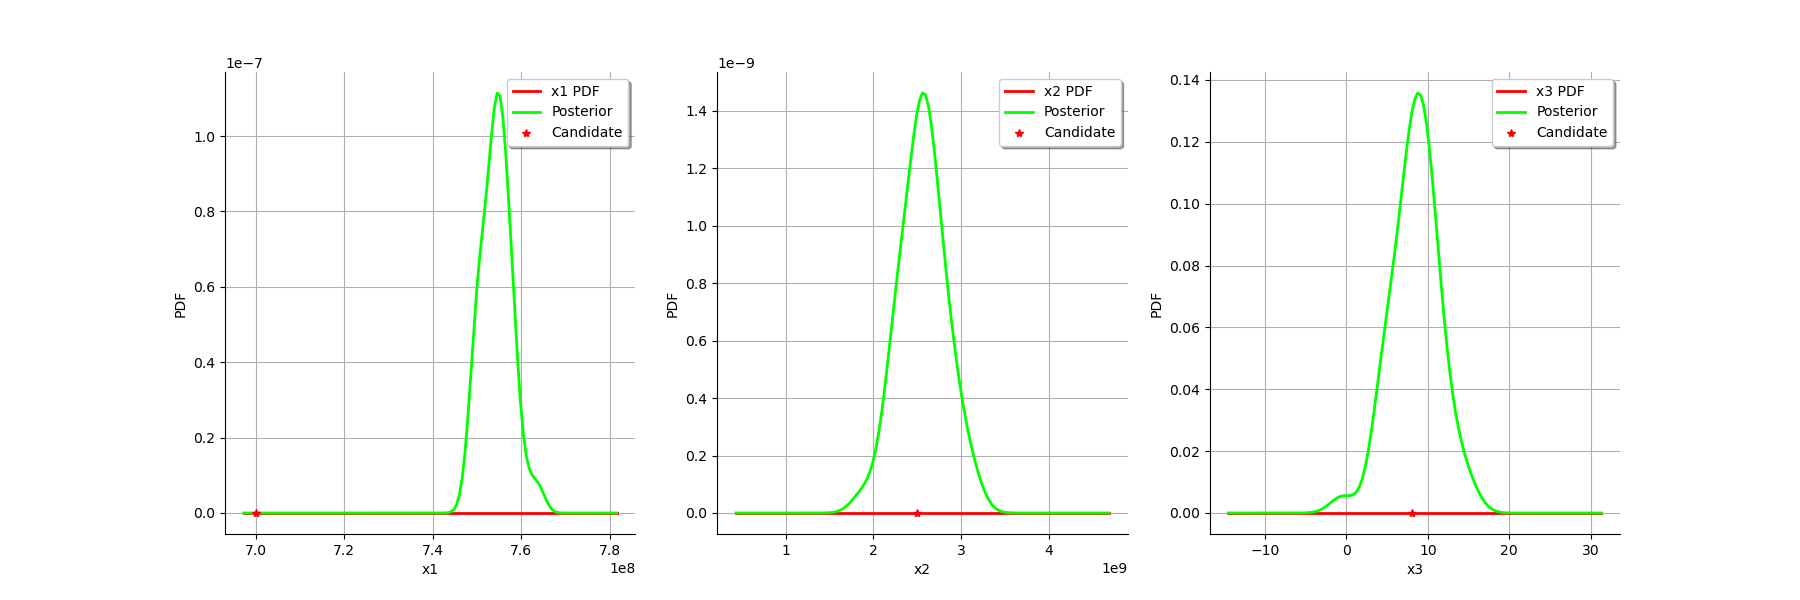 1e−7
x1 PDF
Posterior
Candidate
1.0
0.8
0.6
0.4
0.2
0.0
PDF
7.0 7.2 7.4 7.6 7.8
x1
1e8
1e−9
x2 PDF
Posterior
Candidate
1.4
1.2
1.0
0.8
0.6
0.4
0.2
0.0
PDF
1 2 3 4
x2
1e9
x3 PDF
Posterior
Candidate
0.14
0.12
0.10
0.08
0.06
0.04
0.02
0.00
PDF
−10 0 10 20 30
x3